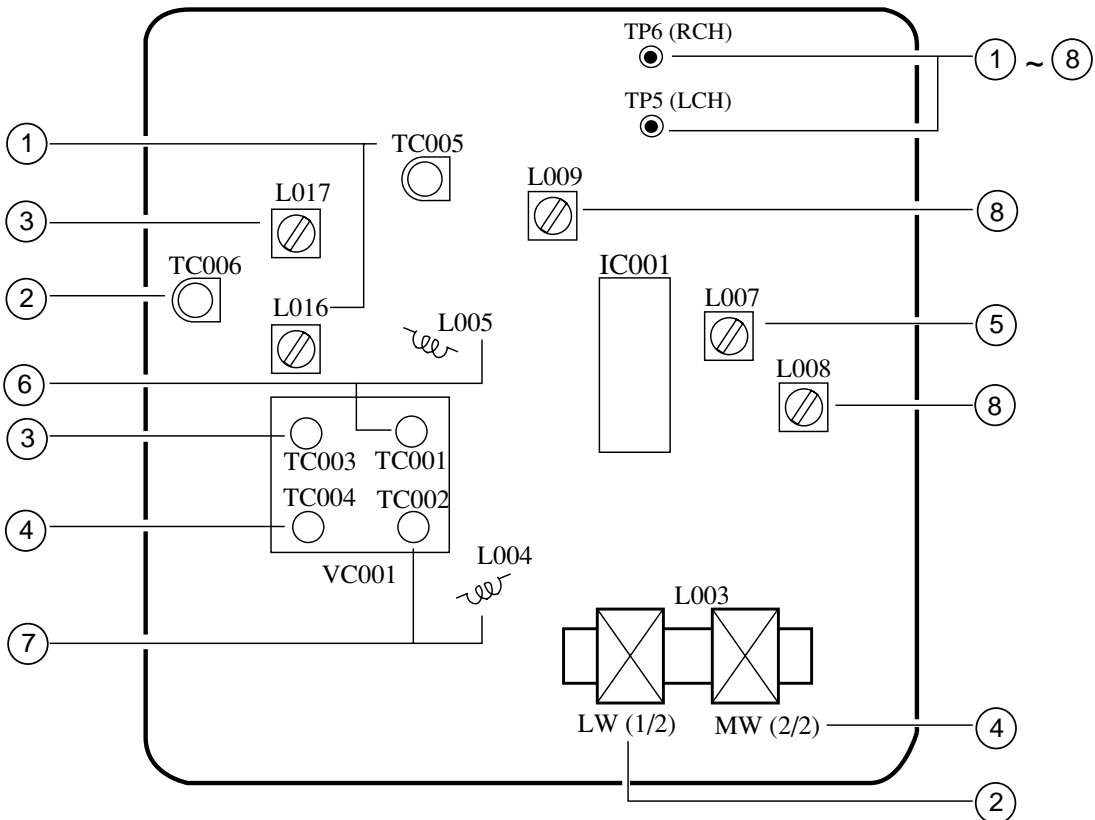 TP6 (RCH)
1 ~ 8
TP5 (LCH)
1
TC005
L017
L009
3
8
TC006
IC001
2
L016
L005
L007
5
L008
6
8
3
TC003
TC001
TC004
TC002
4
VC001
L004
L003
7
LW (1/2)
MW (2/2)
4
2